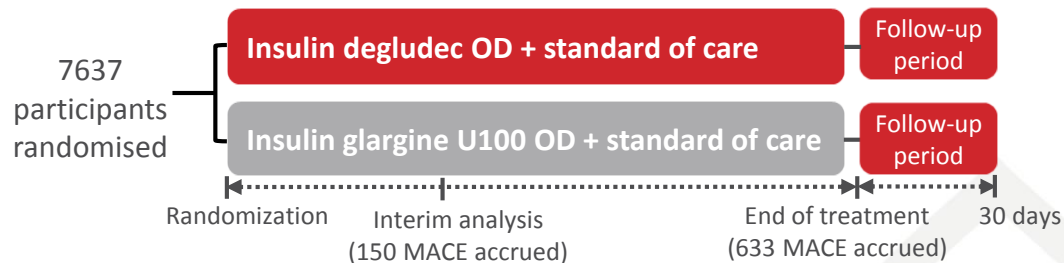 7637
participants
randomised
Insulin degludec OD + standard of care
Follow-up
period
Insulin glargine U100 OD + standard of care
Follow-up
period
Randomization
Interim analysis
(150 MACE accrued)
End of treatment
(633 MACE accrued)
30 days